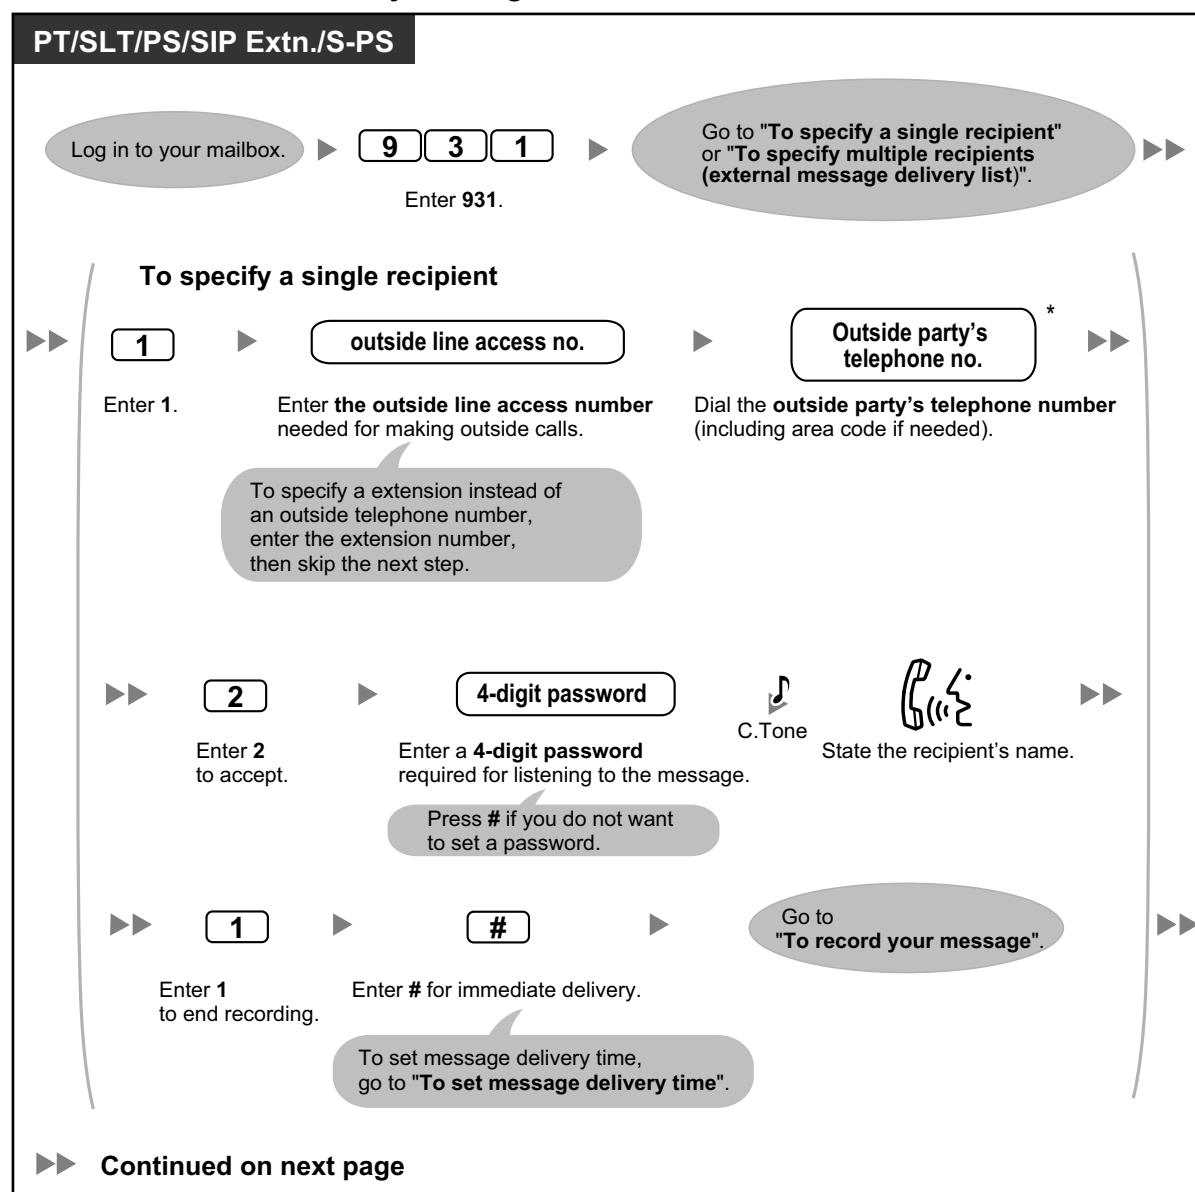 PT/SLT/PS/SIP Extn./S-PS
Log in to your mailbox.
9 3 1
Enter 931.
Go to "To specify a single recipient"
or "To specify multiple recipients
(external message delivery list)".
To specify a single recipient
1
Enter 1.
outside line access no.
Enter the outside line access number
needed for making outside calls.
To specify a extension instead of
an outside telephone number,
enter the extension number,
then skip the next step.
Outside party's
telephone no.
*
Dial the outside party's telephone number
(including area code if needed).
2
Enter 2
to accept.
4-digit password
Enter a 4-digit password
required for listening to the message.
Press # if you do not want
to set a password.
C.Tone
State the recipient's name.
1
Enter 1
to end recording.
#
Enter # for immediate delivery.
To set message delivery time,
go to "To set message delivery time".
Go to
"To record your message".
Continued on next page